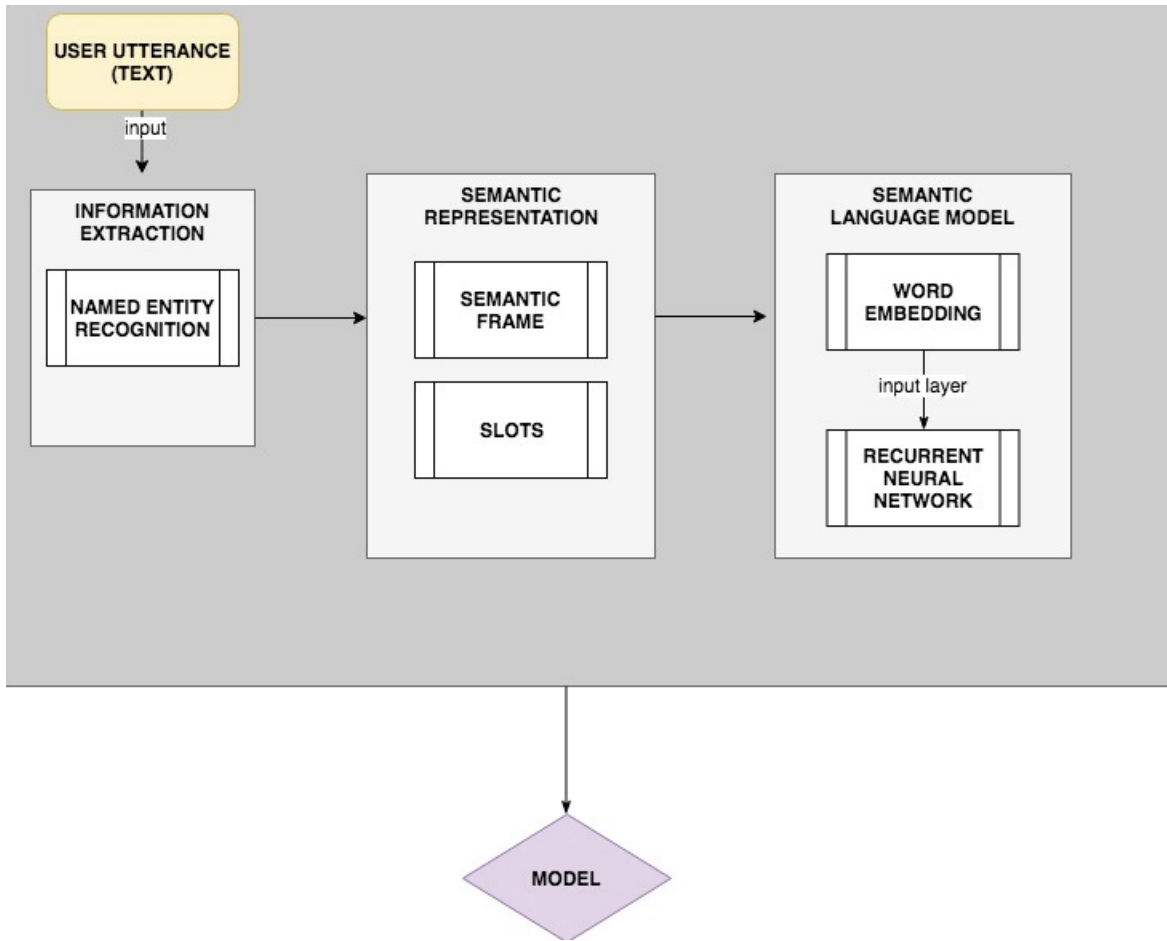 USER UTTERANCE
(TEXT)
input
INFORMATION
EXTRACTION
NAMED ENTITY
RECOGNITION
SEMANTIC
REPRESENTATION
SEMANTIC
FRAME
SLOTS
SEMANTIC
LANGUAGE MODEL
WORD
EMBEDDING
input layer
RECURRENT
NEURAL
NETWORK
MODEL